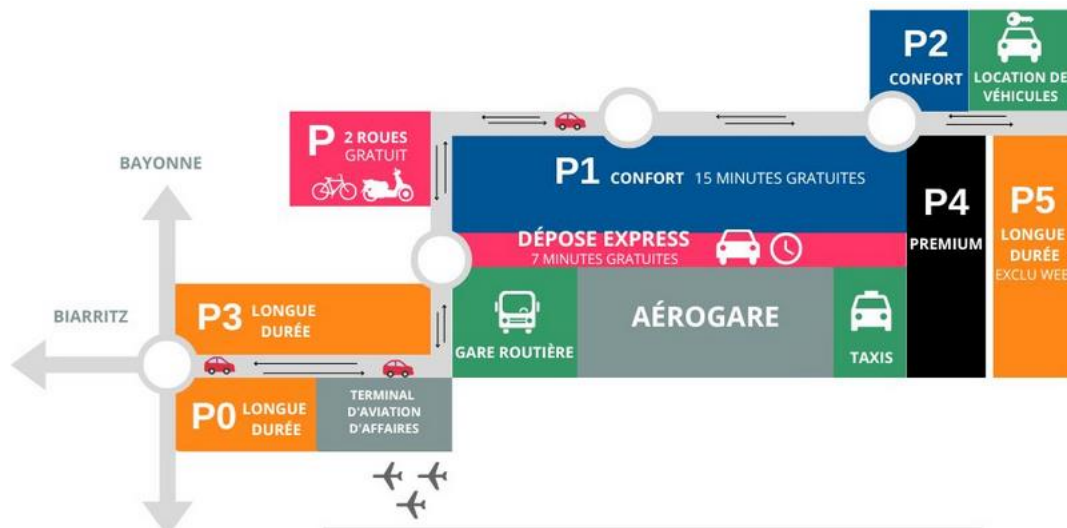 P2
CONFORT
LOCATION DE
VÉHICULES
P 2 ROUES
GRATUIT
BAYONNE
P1 CONFORT 15 MINUTES GRATUITES
P4
PREMIUM
P5
LONGUE
DURÉE
EXCLU WEB
DÉPOSE EXPRESS
7 MINUTES GRATUITES
BIARRITZ
P3 LONGUE
DURÉE
GARE ROUTIÈRE
AÉROGARE
TAXIS
P0 LONGUE
DURÉE
TERMINAL
D'AVIATION
D'AFFAIRES